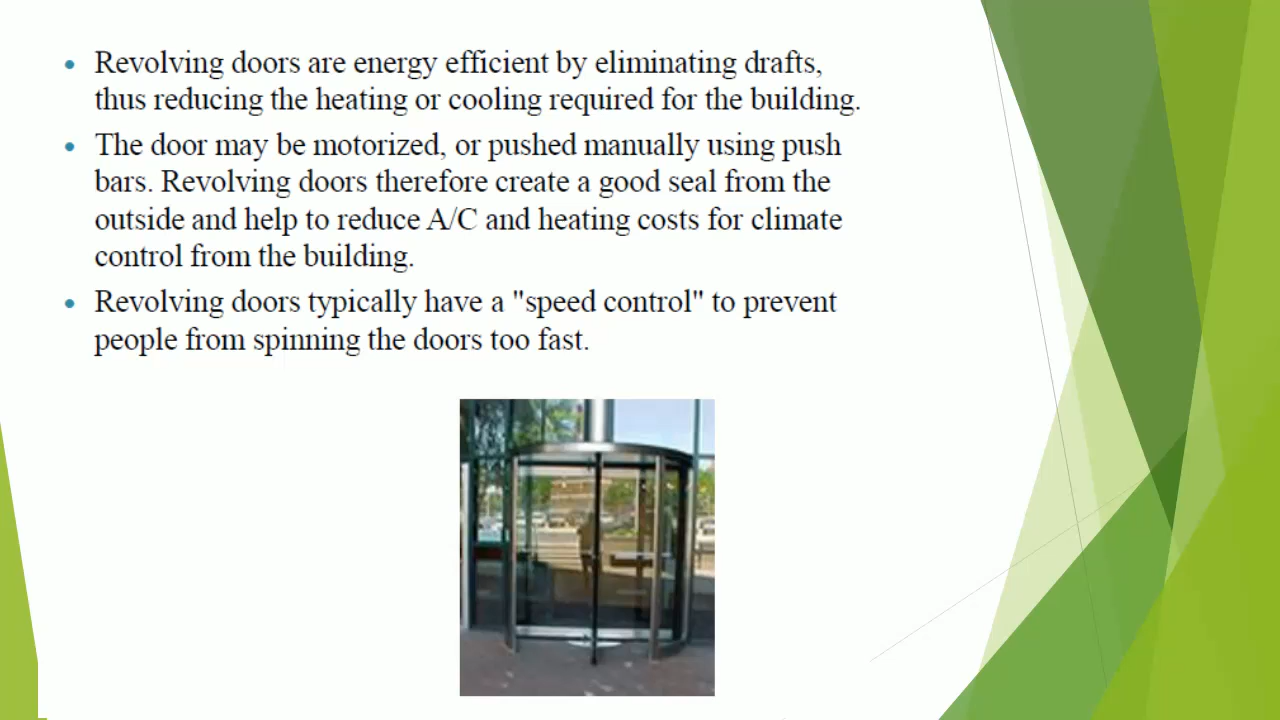 Revolving doors are energy efficient by eliminating drafts,
thus reducing the heating or cooling required for the building.
The door may be motorized, or pushed manually using push
bars. Revolving doors therefore create a good seal from the
outside and help to reduce A/C and heating costs for climate
control from the building.
Revolving doors typically have a "speed control" to prevent
people from spinning the doors too fast.